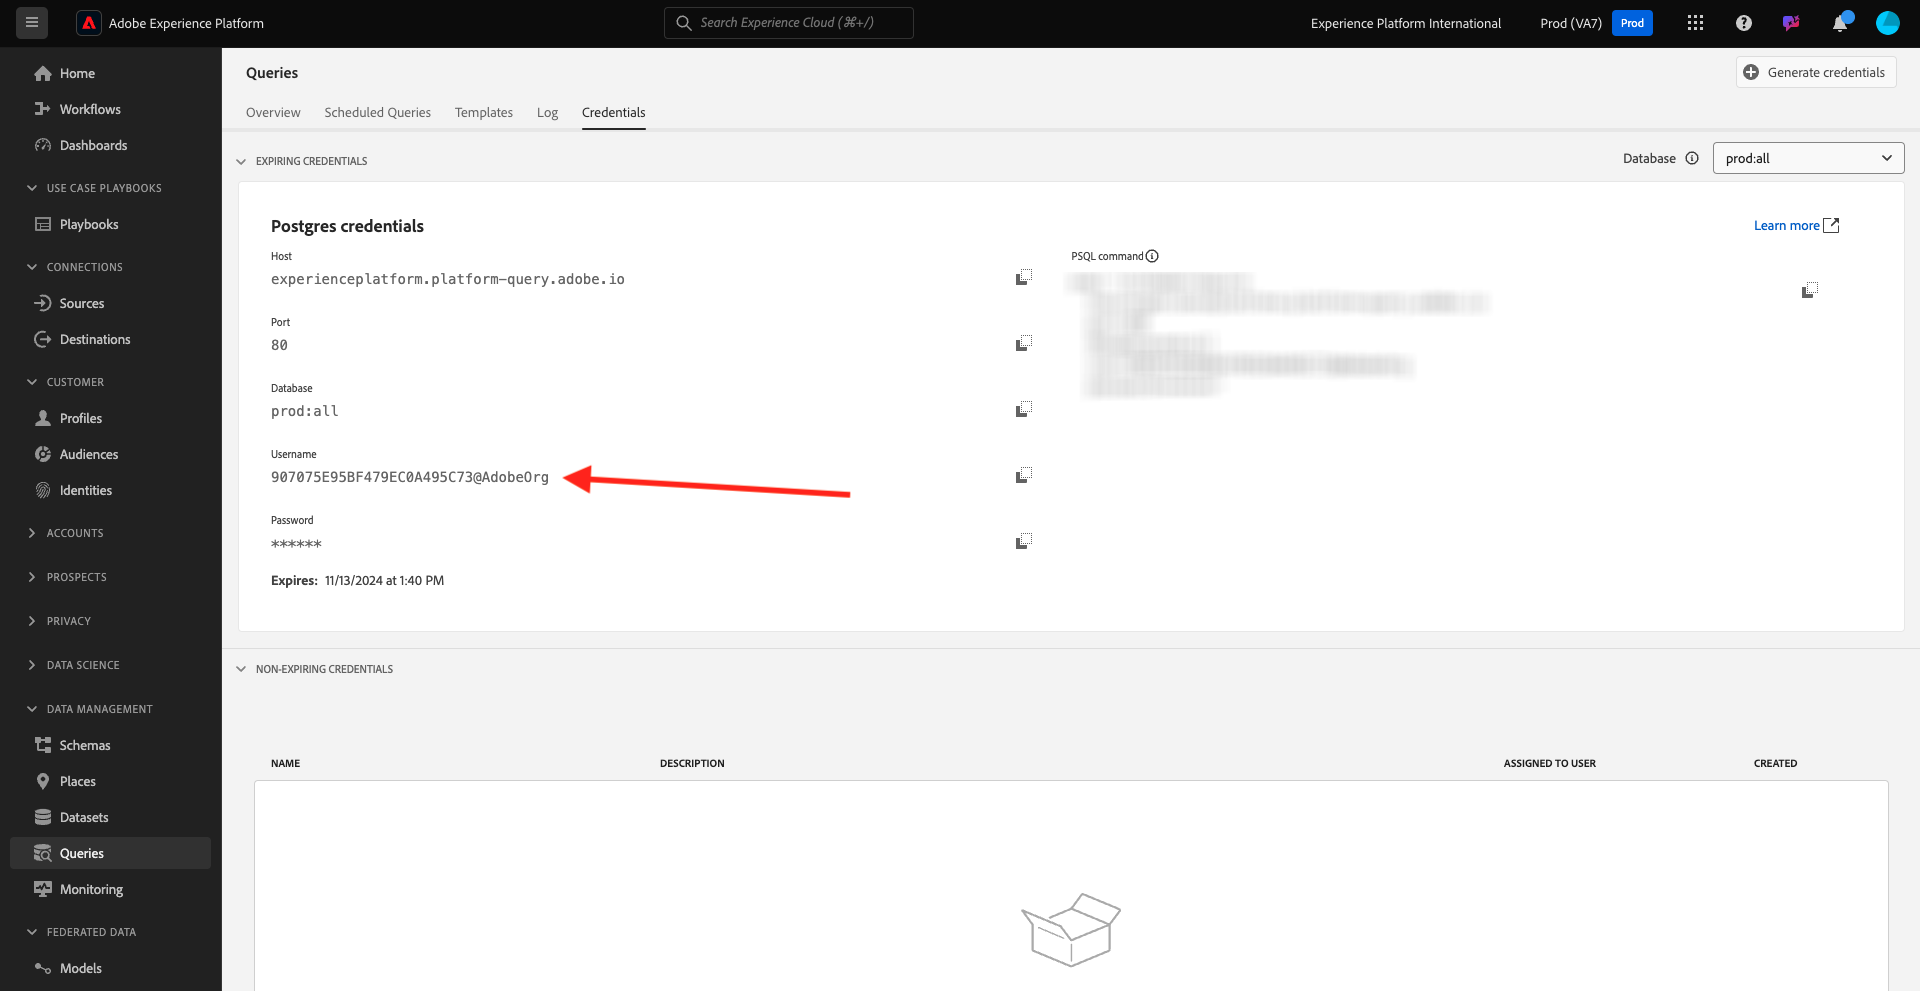 Adobe Experience Platform
Search Experience Cloud (⌘+/)
Experience Platform International
Prod (VA7)
Prod
Home
Workflows
Dashboards
USE CASE PLAYBOOKS
Playbooks
CONNECTIONS
Sources
Destinations
CUSTOMER
Profiles
Audiences
Identities
ACCOUNTS
PROSPECTS
PRIVACY
DATA SCIENCE
DATA MANAGEMENT
Schemas
Places
Datasets
Queries
Monitoring
FEDERATED DATA
Models
Queries
Generate credentials
Overview
Scheduled Queries
Templates
Log
Credentials
EXPIRING CREDENTIALS
Database
prod:all
Postgres credentials
Learn more
Host
experienceplatform.platform-query.adobe.io
PSQL command
Port
80
Database
prod:all
Username
907075E95BF479EC0A495C73@AdobeOrg
Password
******
Expires: 11/13/2024 at 1:40 PM
NON-EXPIRING CREDENTIALS
NAME
DESCRIPTION
ASSIGNED TO USER
CREATED